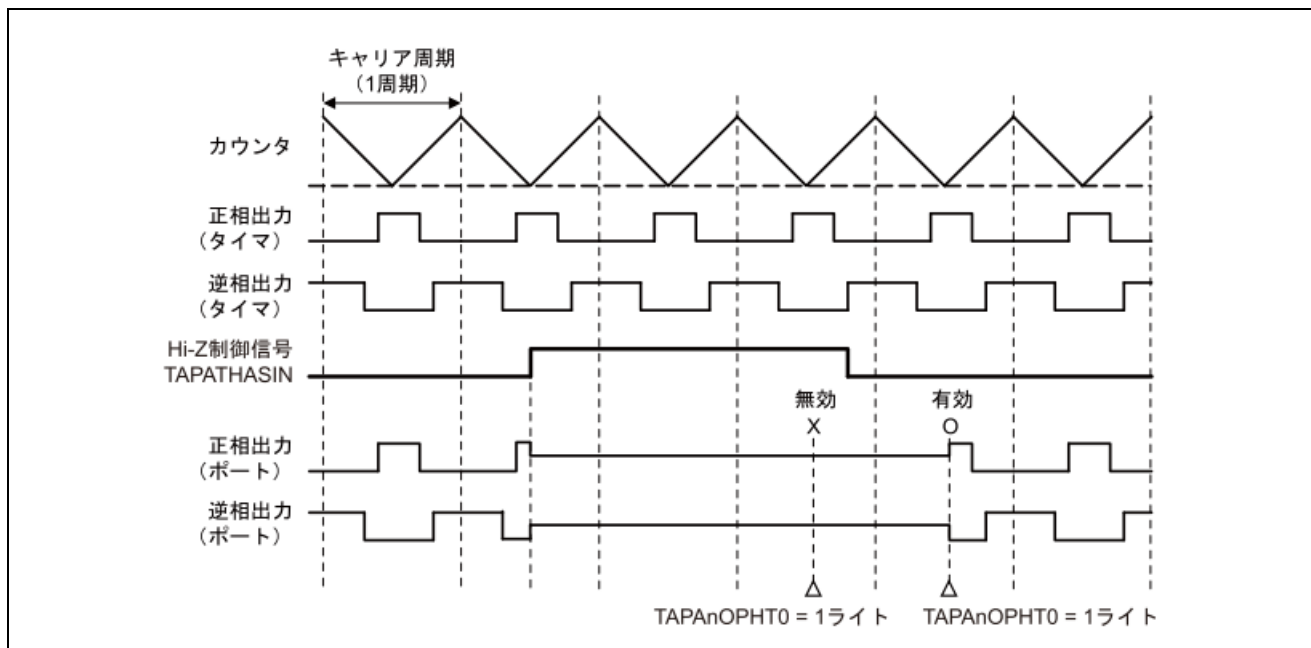 キャリア周期
（1周期）
カウンタ
正相出力
（タイマ）
逆相出力
（タイマ）
Hi-Z制御信号
TAPATHASIN
無効
X
有効
O
正相出力
（ポート）
逆相出力
（ポート）
TAPAnOPHT0 = 1ライト
TAPAnOPHT0 = 1ライト